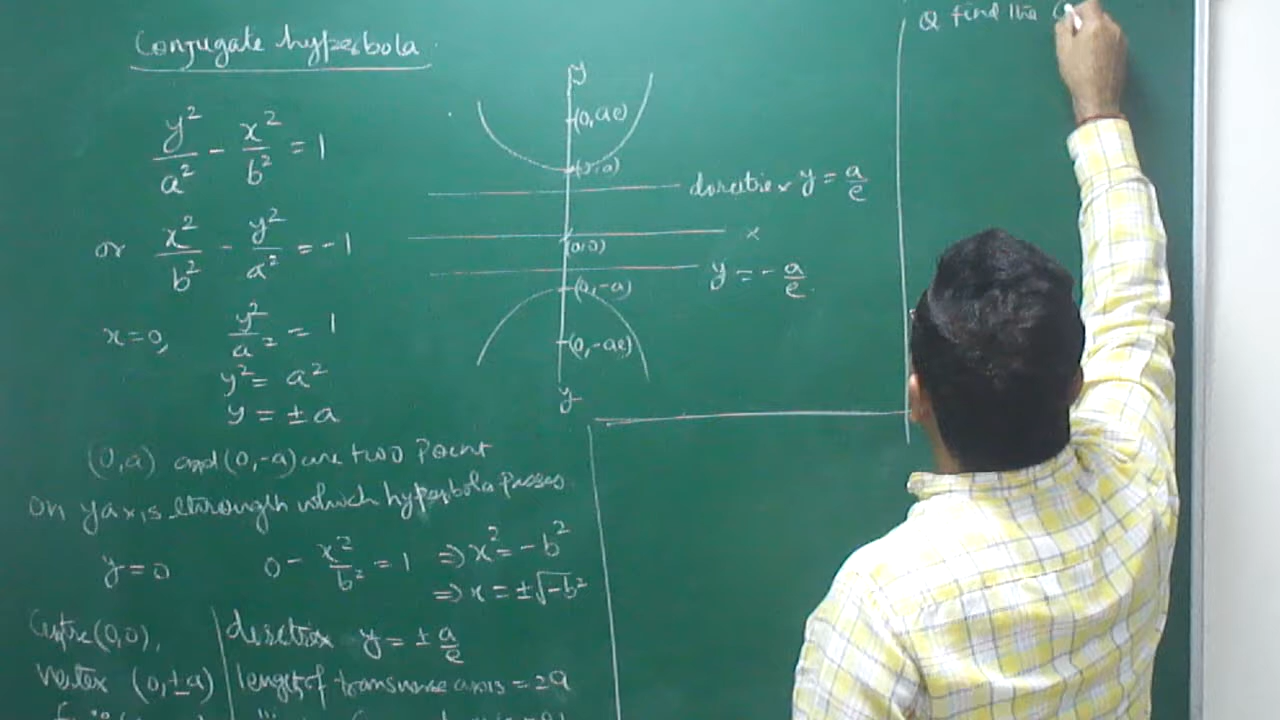 Conjugate hyperbola
y²/a² - x²/b² = 1
or x²/b² - y²/a² = -1
x=0, y²/a² = 1
y² = a²
y = ± a
(0,a) and (0,-a) are two Point
on y axis through which hyperbola passes
y=0 0 - x²/b² = 1 ⇒ x² = -b²
⇒ x = ±√-b²
Centre (0,0),
vertex (0,±a)
directrix y = ± a/e
length of transverse axis = 2a
y
(0,ae)
(0,a)
directrix y = a/e
x
(0,0)
y = - a/e
(0,-a)
(0,-ae)
y
Q find the